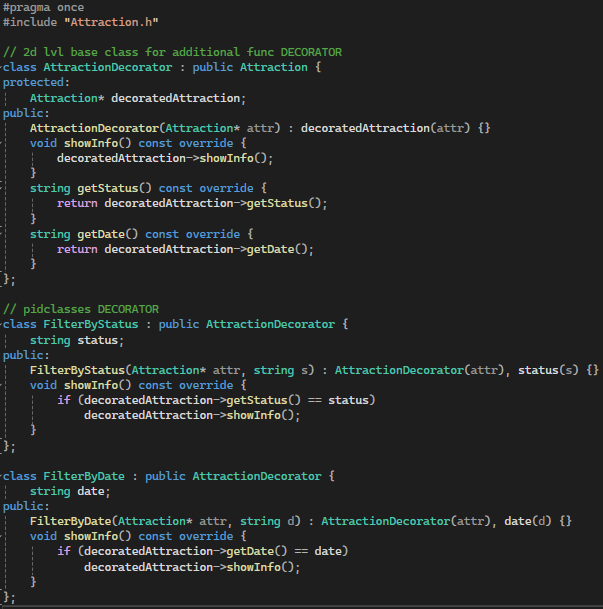 #pragma once
#include "Attraction.h"

// 2d lvl base class for additional func DECORATOR
class AttractionDecorator : public Attraction {
protected:
    Attraction* decoratedAttraction;
public:
    AttractionDecorator(Attraction* attr) : decoratedAttraction(attr) {}
    void showInfo() const override {
        decoratedAttraction->showInfo();
    }
    string getStatus() const override {
        return decoratedAttraction->getStatus();
    }
    string getDate() const override {
        return decoratedAttraction->getDate();
    }
};

// pidclasses DECORATOR
class FilterByStatus : public AttractionDecorator {
    string status;
public:
    FilterByStatus(Attraction* attr, string s) : AttractionDecorator(attr), status(s) {}
    void showInfo() const override {
        if (decoratedAttraction->getStatus() == status)
            decoratedAttraction->showInfo();
    }
};

class FilterByDate : public AttractionDecorator {
    string date;
public:
    FilterByDate(Attraction* attr, string d) : AttractionDecorator(attr), date(d) {}
    void showInfo() const override {
        if (decoratedAttraction->getDate() == date)
            decoratedAttraction->showInfo();
    }
};